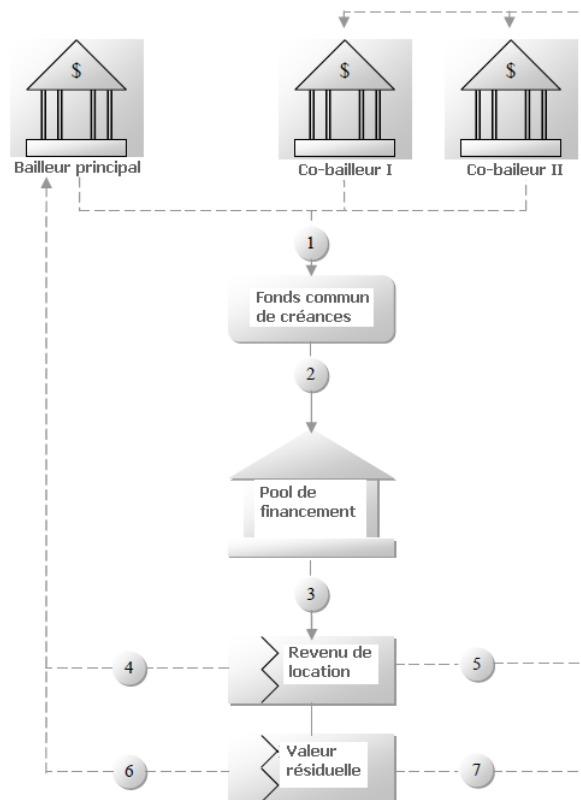 $ $ $
Bailleur principal Co-bailleur I Co-baileur II
1
Fonds commun
de créances
2
Pool de
financement
3
Revenu de
location
4 5
Valeur
résiduelle
6 7